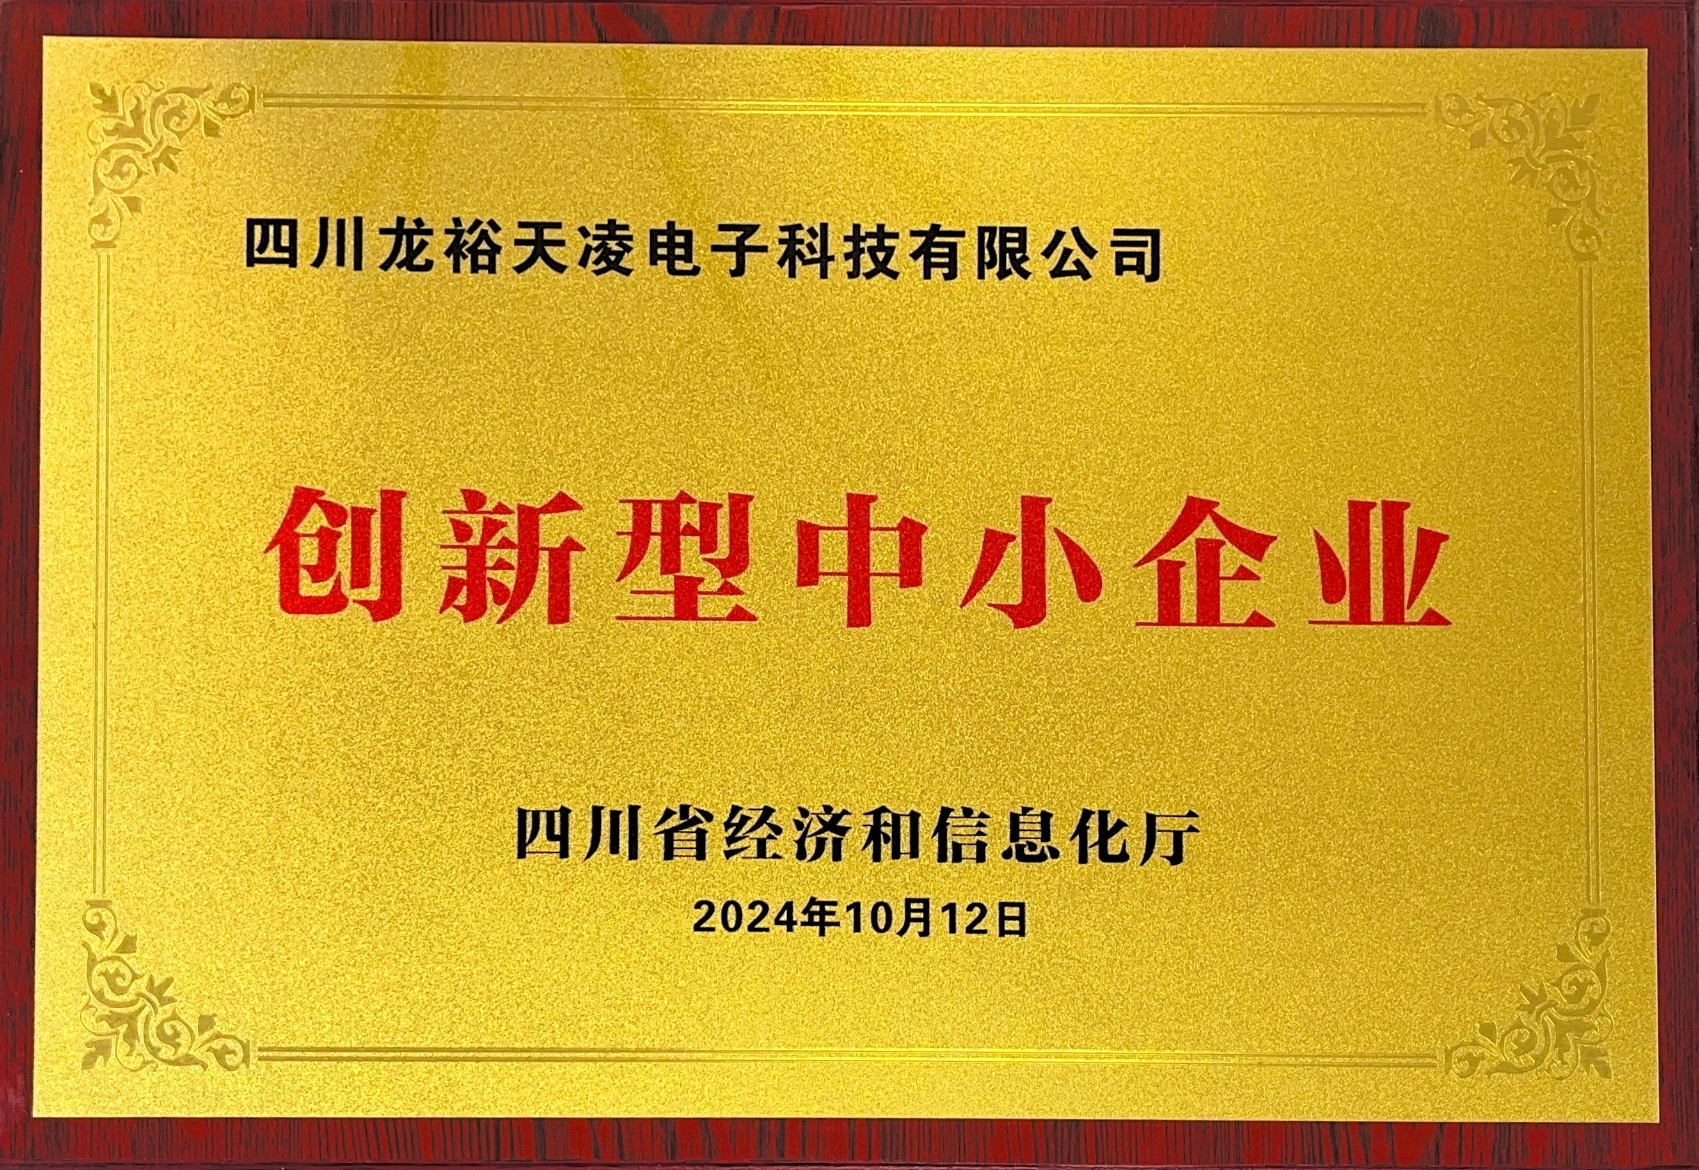 四川龙裕天凌电子科技有限公司
创新型中小企业
四川省经济和信息化厅
2024年10月12日